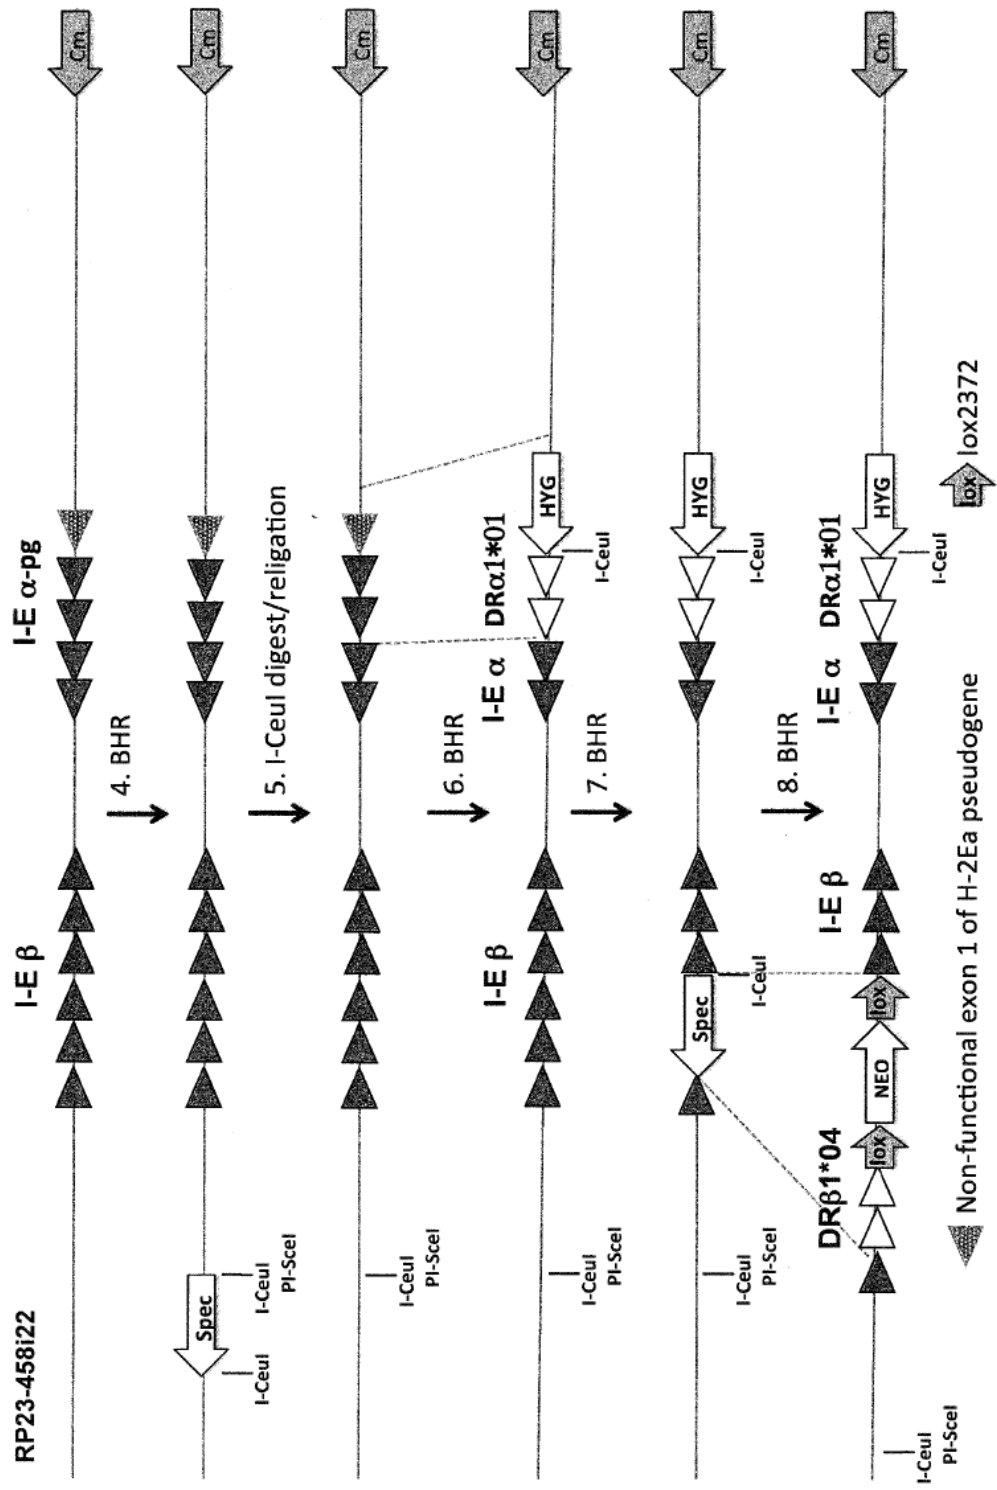 RP23-458i22
I-E β
I-E α-pg
Cm
4. BHR
Spec
I-CeuI
I-CeuI
PI-SceI
Cm
5. I-CeuI digest/religation
I-CeuI
PI-SceI
Cm
6. BHR
I-E β
I-E α
DRα1*01
HYG
Cm
I-CeuI
PI-SceI
I-CeuI
7. BHR
Spec
HYG
Cm
I-CeuI
PI-SceI
I-CeuI
I-CeuI
8. BHR
DRβ1*04
I-E β
I-E α
DRα1*01
lox
NEO
lox
HYG
Cm
I-CeuI
PI-SceI
I-CeuI
Non-functional exon 1 of H-2Ea pseudogene
lox
lox2372